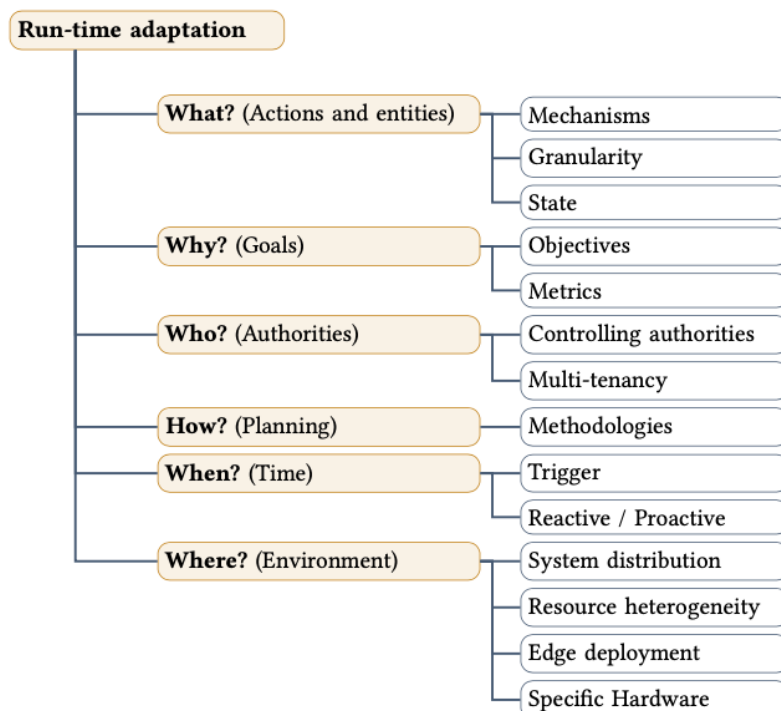 Run-time adaptation
What? (Actions and entities)
Mechanisms
Granularity
State
Why? (Goals)
Objectives
Metrics
Who? (Authorities)
Controlling authorities
Multi-tenancy
How? (Planning)
Methodologies
When? (Time)
Trigger
Reactive / Proactive
Where? (Environment)
System distribution
Resource heterogeneity
Edge deployment
Specific Hardware